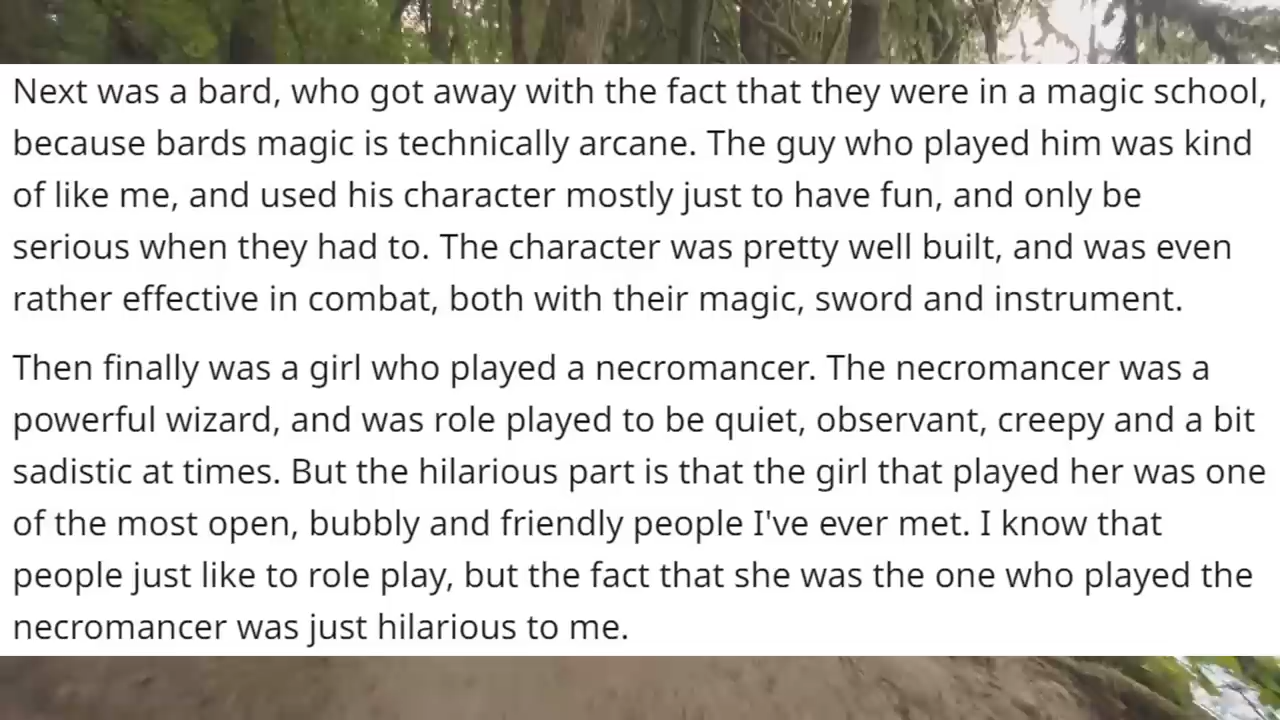 Next was a bard, who got away with the fact that they were in a magic school,
because bards magic is technically arcane. The guy who played him was kind
of like me, and used his character mostly just to have fun, and only be
serious when they had to. The character was pretty well built, and was even
rather effective in combat, both with their magic, sword and instrument.
Then finally was a girl who played a necromancer. The necromancer was a
powerful wizard, and was role played to be quiet, observant, creepy and a bit
sadistic at times. But the hilarious part is that the girl that played her was one
of the most open, bubbly and friendly people I've ever met. I know that
people just like to role play, but the fact that she was the one who played the
necromancer was just hilarious to me.